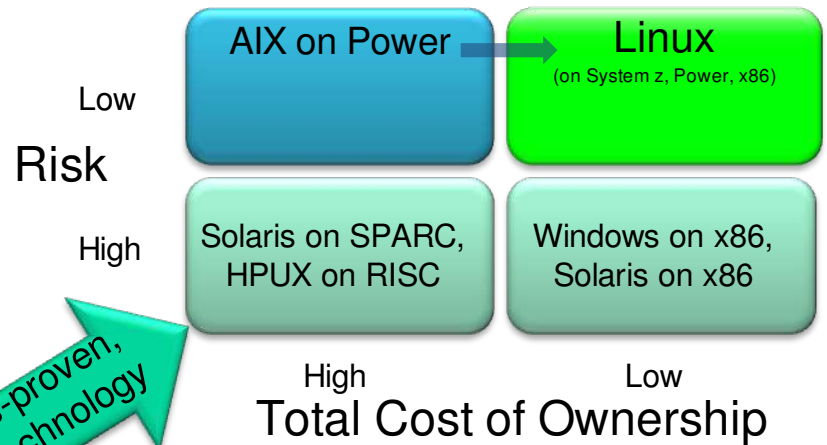 AIX on Power
Linux
(on System z, Power, x86)
Low
Risk
High
Solaris on SPARC,
HPUX on RISC
Windows on x86,
Solaris on x86
-proven,
High
Low
Total Cost of Ownership